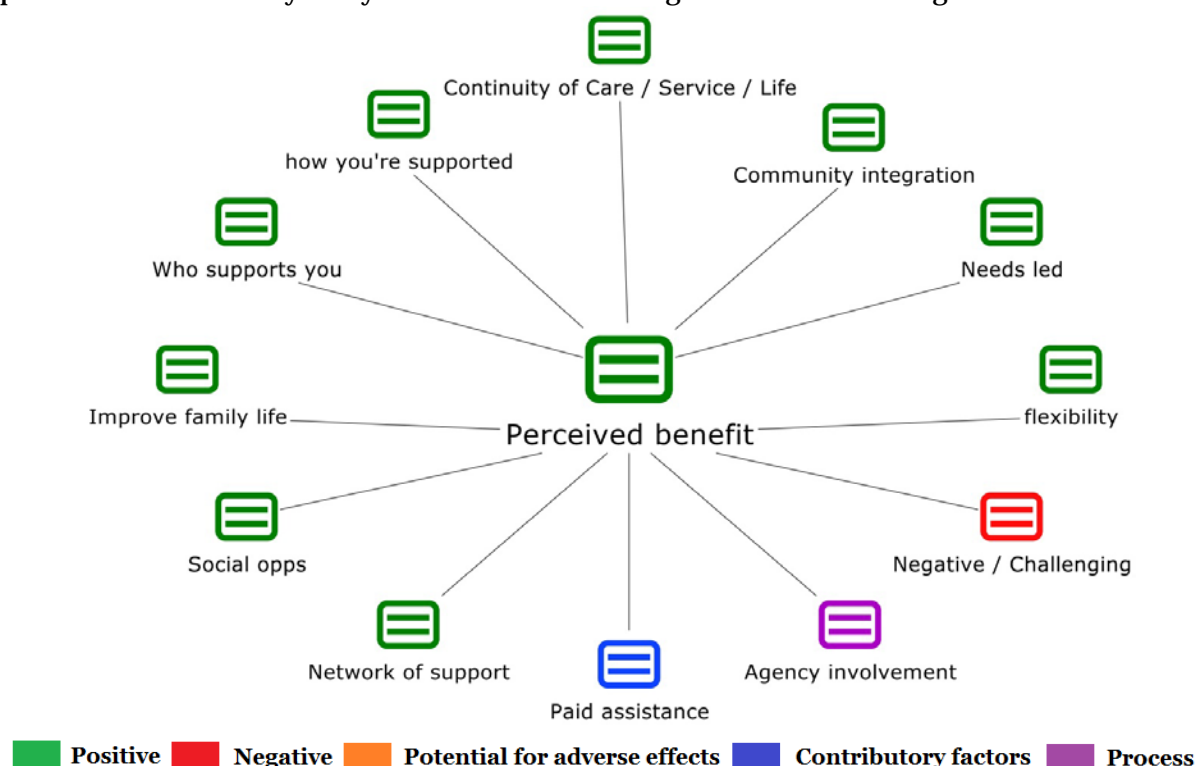 Continuity of Care / Service / Life
how you're supported
Community integration
Who supports you
Needs led
Improve family life
Perceived benefit
flexibility
Social opps
Negative / Challenging
Network of support
Agency involvement
Paid assistance
Positive Negative Potential for adverse effects Contributory factors Process